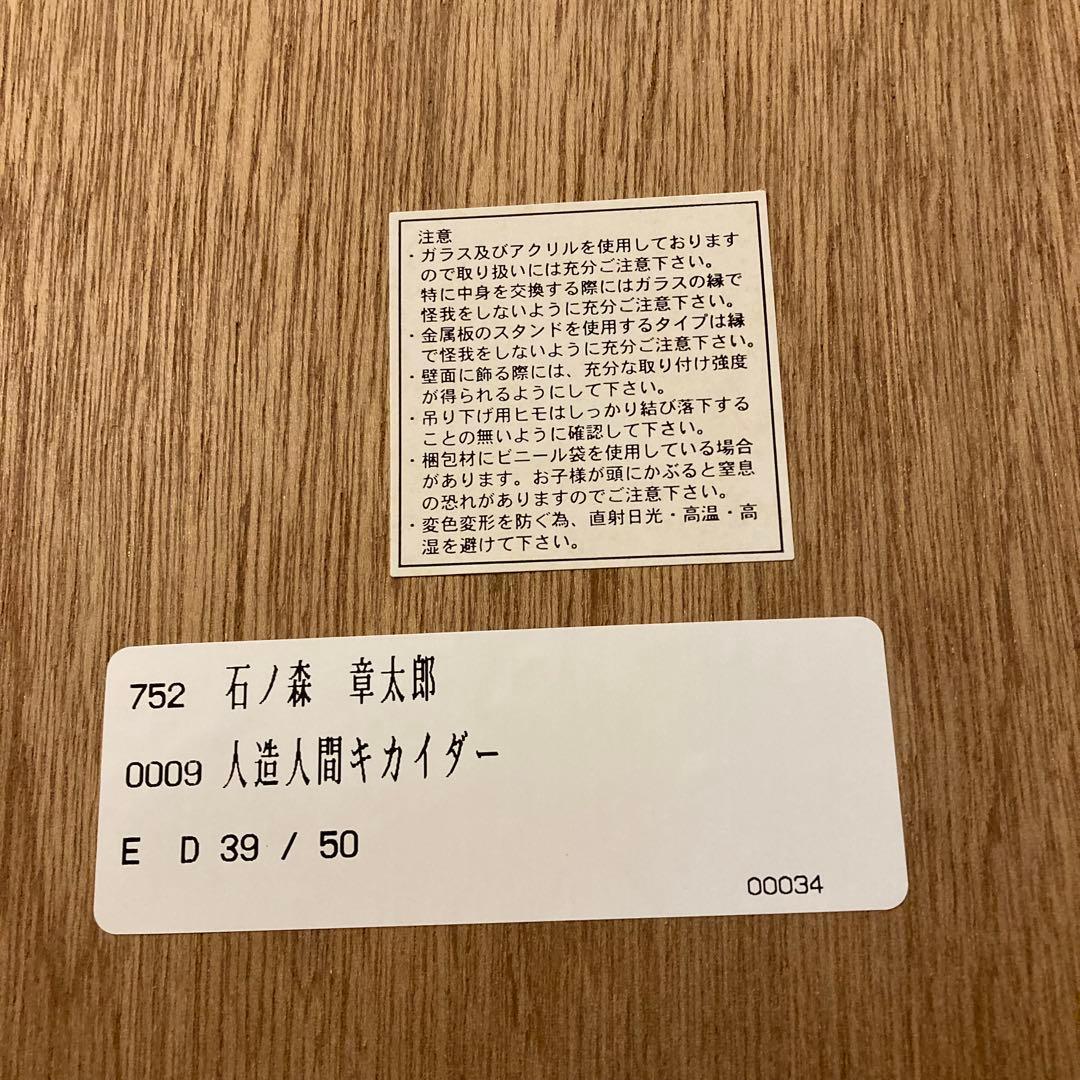 注意
・ガラス及びアクリルを使用しております
ので取り扱いには充分ご注意下さい。
特に中身を交換する際にはガラスの縁で
怪我をしないように充分ご注意下さい。
・金属板のスタンドを使用するタイプは縁
で怪我をしないように充分ご注意下さい。
・壁面に飾る際には、充分な取り付け強度
が得られるようにして下さい。
・吊り下げ用ヒモはしっかり結び落下する
ことの無いように確認して下さい。
・梱包材にビニール袋を使用している場合
があります。お子様が頭にかぶると窒息
の恐れがありますのでご注意下さい。
・変色変形を防ぐ為、直射日光・高温・高
湿を避けて下さい。
752 石ノ森 章太郎
0009 人造人間キカイダー
E D 39 / 50
00034